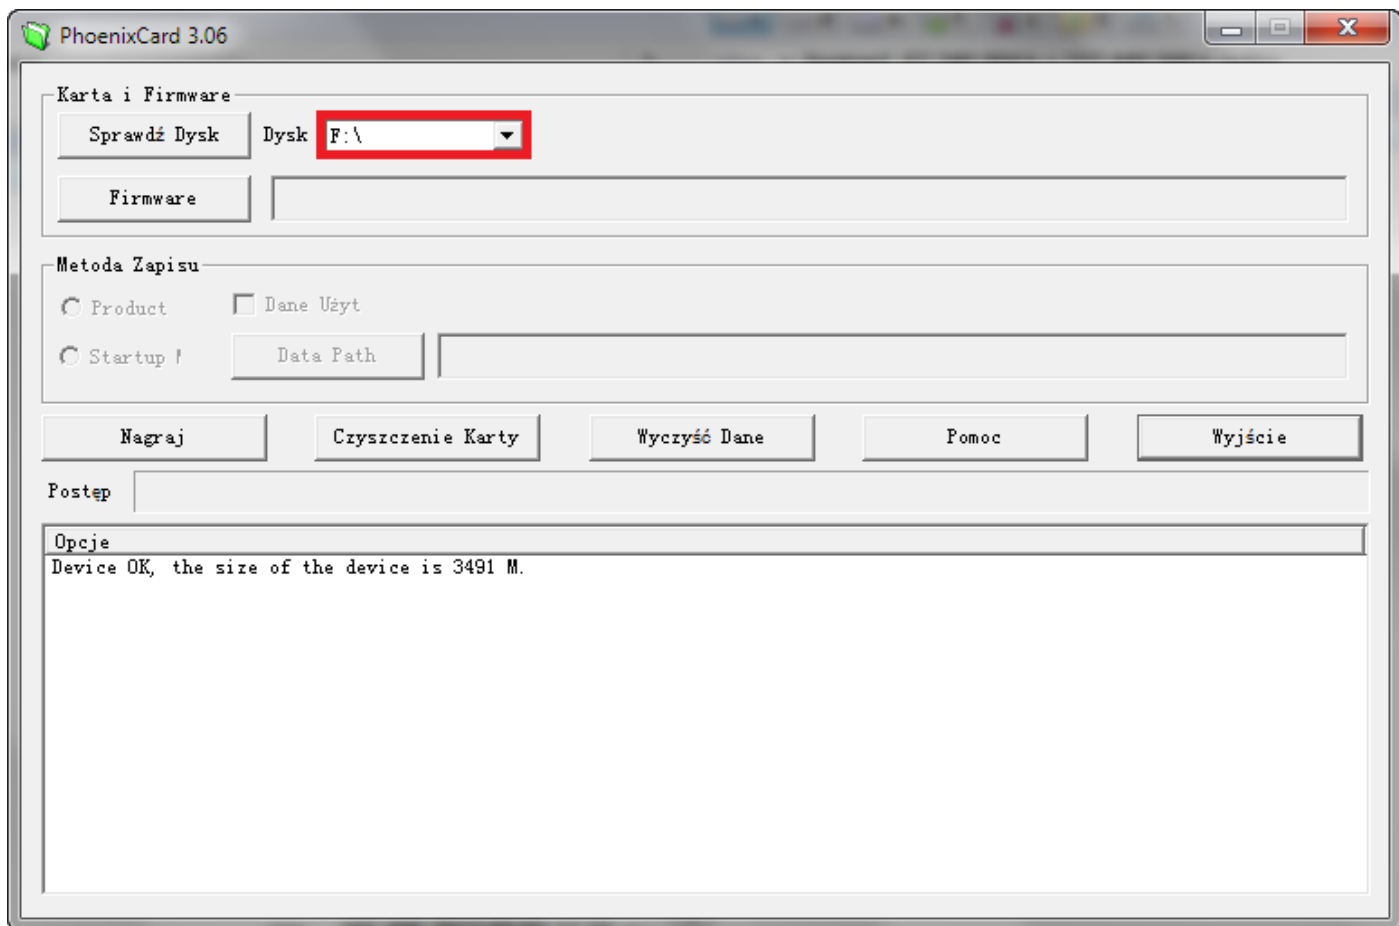 PhoenixCard 3.06
Karta i Firmware
Sprawdź Dysk Dysk F:\
Firmware
Metoda Zapisu
Product Dane Użyt
Startup Data Path
Nagraj Czyszczenie Karty Wyczyść Dane Pomoc Wyjście
Postęp
Opcje
Device OK, the size of the device is 3491 M.